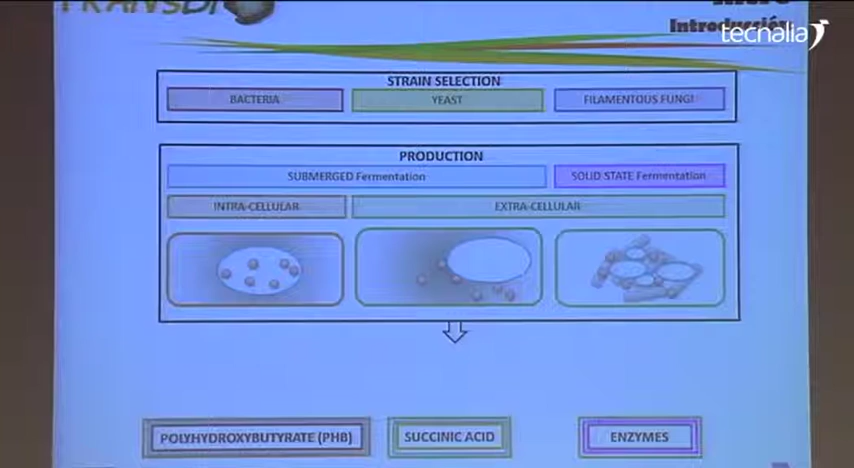 Introducción
tecnalia
STRAIN SELECTION
BACTERIA
YEAST
FILAMENTOUS FUNGI
PRODUCTION
SUBMERGED Fermentation
SOLID STATE Fermentation
INTRA-CELLULAR
EXTRA-CELLULAR
POLYHYDROXYBUTYRATE (PHB)
SUCCINIC ACID
ENZYMES